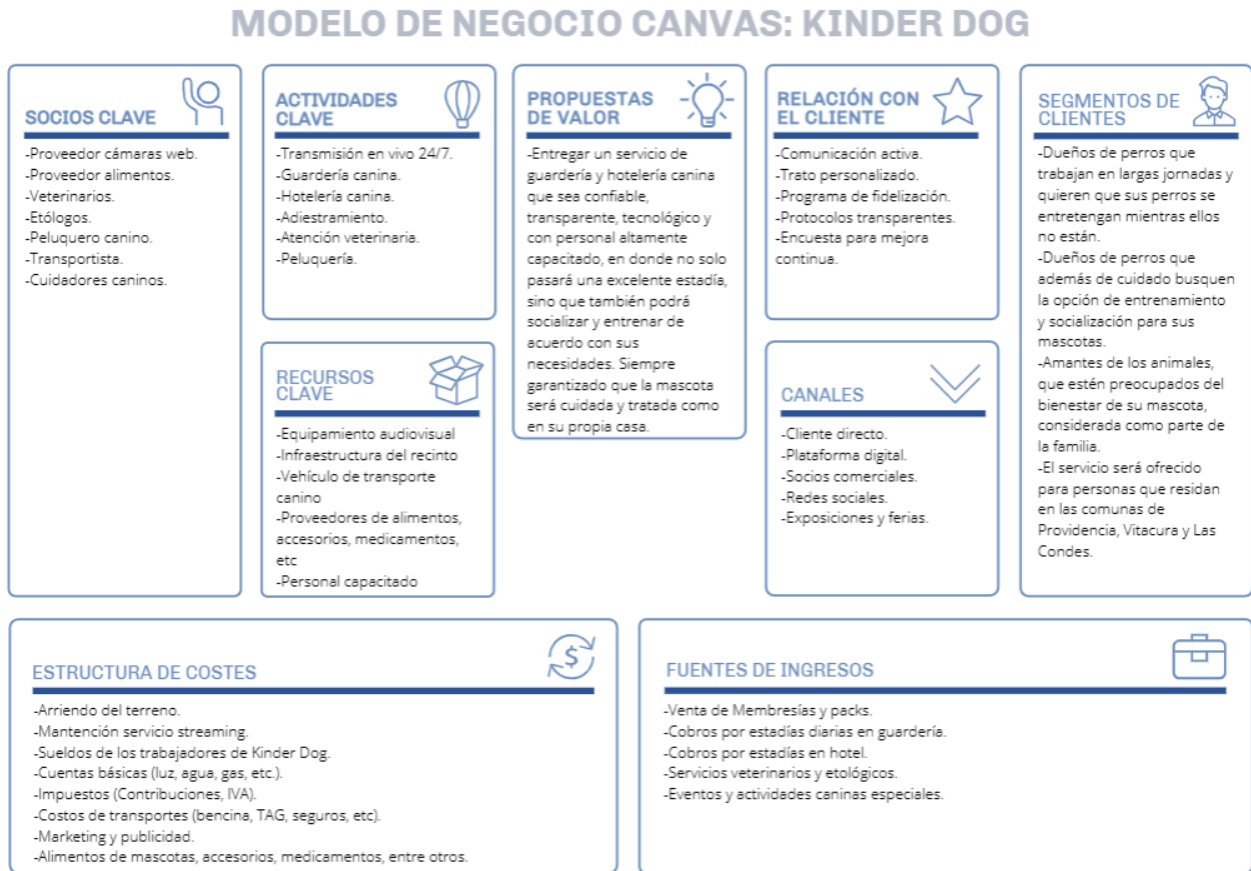 MODELO DE NEGOCIO CANVAS: KINDER DOG
SOCIOS CLAVE
-Proveedor cámaras web.
-Proveedor alimentos.
-Veterinarios.
-Etólogos.
-Peluquero canino.
-Transportista.
-Cuidadores caninos.
ACTIVIDADES
CLAVE
-Transmisión en vivo 24/7.
-Guardería canina.
-Hotelería canina.
-Adiestramiento.
-Atención veterinaria.
-Peluquería.
RECURSOS
CLAVE
-Equipamiento audiovisual
-Infraestructura del recinto
-Vehículo de transporte
canino
-Proveedores de alimentos,
accesorios, medicamentos,
etc
-Personal capacitado
PROPUESTAS
DE VALOR
-Entregar un servicio de
guardería y hotelería canina
que sea confiable,
transparente, tecnológico y
con personal altamente
capacitado, en donde no solo
pasará una excelente estadía,
sino que también podrá
socializar y entrenar de
acuerdo con sus
necesidades. Siempre
garantizado que la mascota
será cuidada y tratada como
en su propia casa.
RELACIÓN CON
EL CLIENTE
-Comunicación activa.
-Trato personalizado.
-Programa de fidelización.
-Protocolos transparentes.
-Encuesta para mejora
continua.
CANALES
-Cliente directo.
-Plataforma digital.
-Socios comerciales.
-Redes sociales.
-Exposiciones y ferias.
SEGMENTOS DE
CLIENTES
-Dueños de perros que
trabajan en largas jornadas y
quieren que sus perros se
entretengan mientras ellos
no están.
-Dueños de perros que
además de cuidado busquen
la opción de entrenamiento
y socialización para sus
mascotas.
-Amantes de los animales,
que estén preocupados del
bienestar de su mascota,
considerada como parte de
la familia.
-El servicio será ofrecido
para personas que residan
en las comunas de
Providencia, Vitacura y Las
Condes.
ESTRUCTURA DE COSTES
$
-Arriendo del terreno.
-Mantención servicio streaming.
-Sueldos de los trabajadores de Kinder Dog.
-Cuentas básicas (luz, agua, gas, etc.).
-Impuestos (Contribuciones, IVA).
-Costos de transportes (bencina, TAG, seguros, etc).
-Marketing y publicidad.
-Alimentos de mascotas, accesorios, medicamentos, entre otros.
FUENTES DE INGRESOS
-Venta de Membresías y packs.
-Cobros por estadías diarias en guardería.
-Cobros por estadías en hotel.
-Servicios veterinarios y etológicos.
-Eventos y actividades caninas especiales.